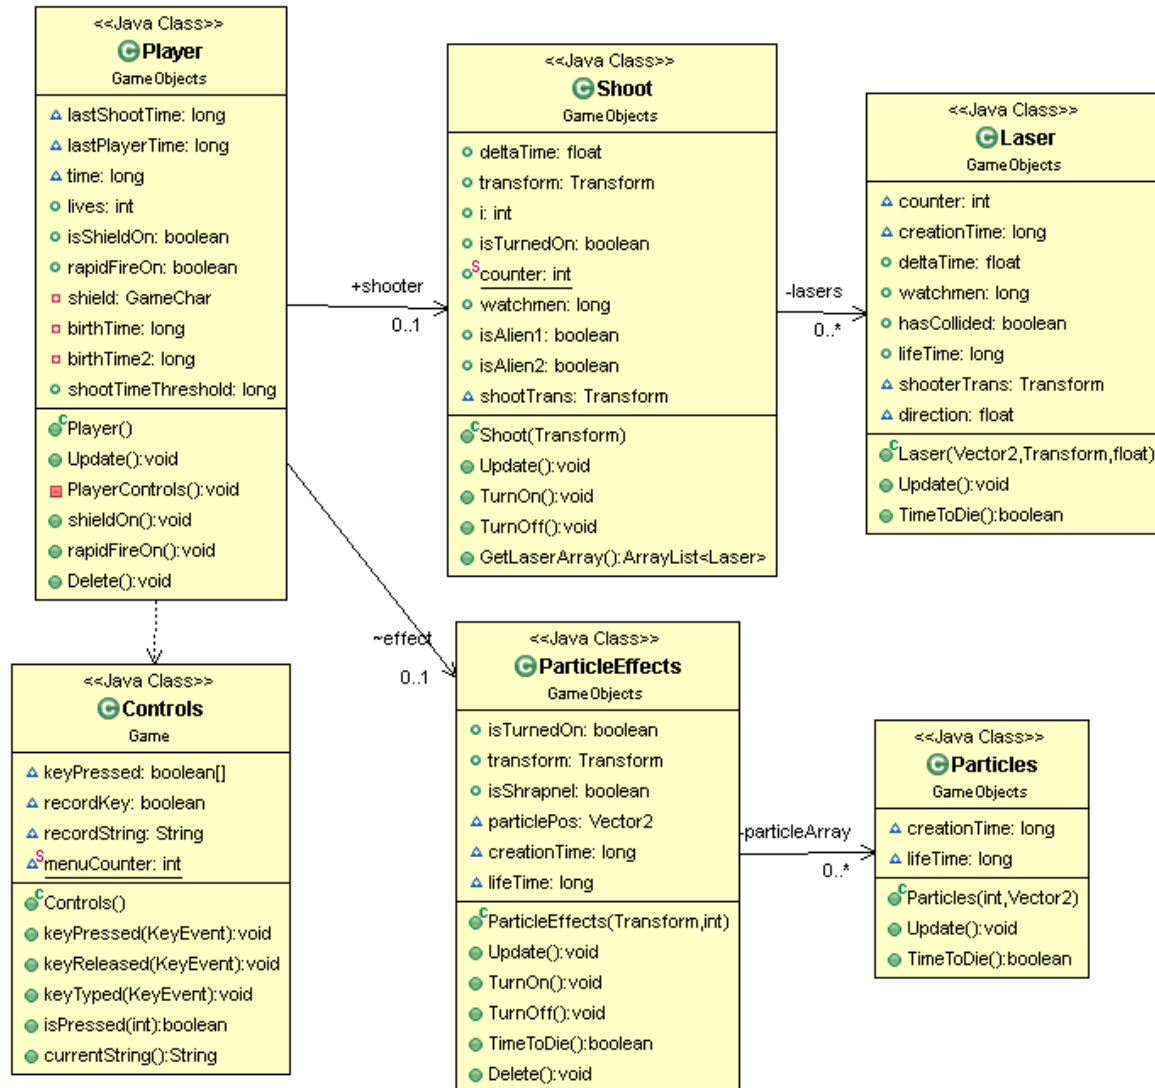 <<Java Class>>
Player
GameObjects
lastShootTime: long
lastPlayerTime: long
time: long
lives: int
isShieldOn: boolean
rapidFireOn: boolean
shield: GameChar
birthTime: long
birthTime2: long
shootTimeThreshold: long
Player()
Update():void
PlayerControls():void
shieldOn():void
rapidFireOn():void
Delete():void
+shooter
0..1
<<Java Class>>
Shoot
GameObjects
deltaTime: float
transform: Transform
i: int
isTurnedOn: boolean
counter: int
watchmen: long
isAlien1: boolean
isAlien2: boolean
shootTrans: Transform
Shoot(Transform)
Update():void
TurnOn():void
TurnOff():void
GetLaserArray():ArrayList<Laser>
-lasers
0..*
<<Java Class>>
Laser
GameObjects
counter: int
creationTime: long
deltaTime: float
watchmen: long
hasCollided: boolean
lifeTime: long
shooterTrans: Transform
direction: float
Laser(Vector2,Transform,float)
Update():void
TimeToDie():boolean
<<Java Class>>
Controls
Game
keyPressed: boolean[]
recordKey: boolean
recordString: String
menuCounter: int
Controls()
keyPressed(KeyEvent):void
keyReleased(KeyEvent):void
keyTyped(KeyEvent):void
isPressed(int):boolean
currentString():String
~effect
0..1
<<Java Class>>
ParticleEffects
GameObjects
isTurnedOn: boolean
transform: Transform
isShrapnel: boolean
particlePos: Vector2
creationTime: long
lifeTime: long
ParticleEffects(Transform,int)
Update():void
TurnOn():void
TurnOff():void
TimeToDie():boolean
Delete():void
-particleArray
0..*
<<Java Class>>
Particles
GameObjects
creationTime: long
lifeTime: long
Particles(int,Vector2)
Update():void
TimeToDie():boolean